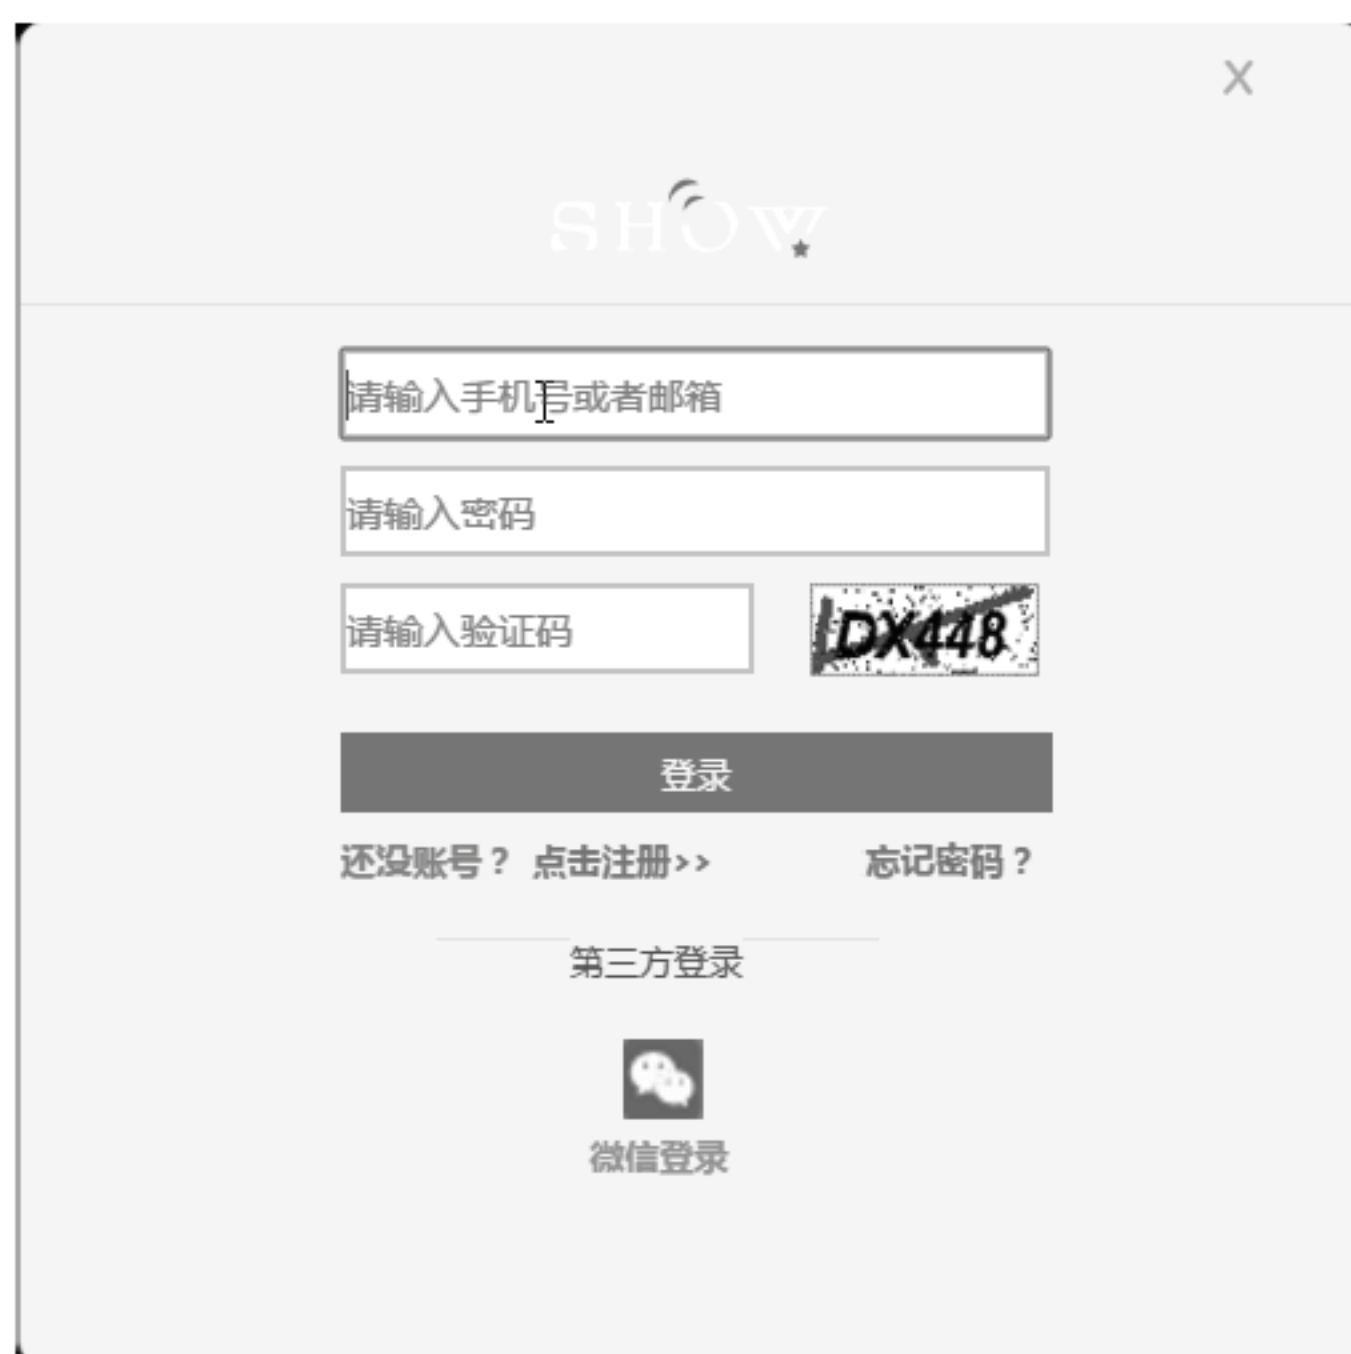 X
SHOW
请输入手机号或者邮箱
请输入密码
请输入验证码
DX448
登录
还没账号？ 点击注册>> 忘记密码？
第三方登录
微信登录